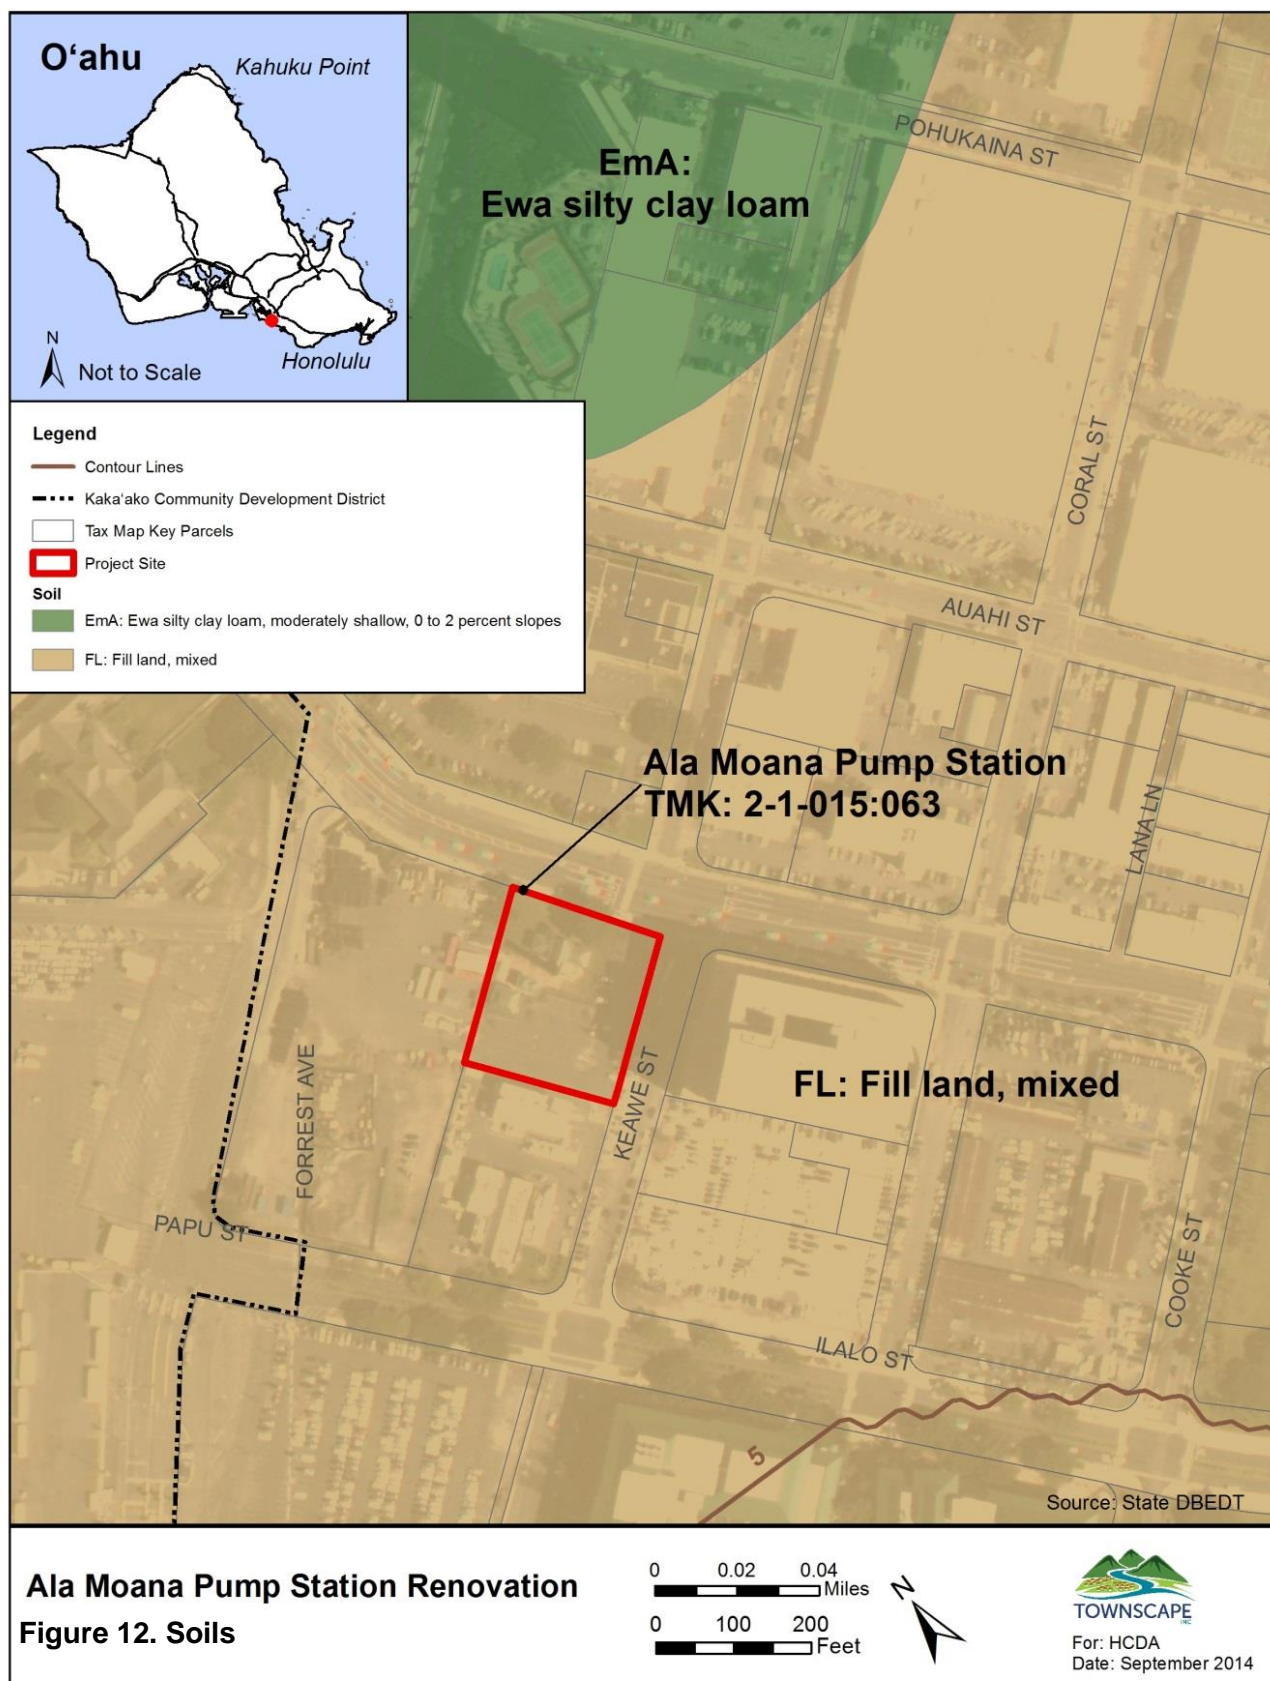 Oʻahu
Kahuku Point
N
Not to Scale
Honolulu
Legend
Contour Lines
Kakaʻako Community Development District
Tax Map Key Parcels
Project Site
Soil
EmA: Ewa silty clay loam, moderately shallow, 0 to 2 percent slopes
FL: Fill land, mixed
EmA:
Ewa silty clay loam
POHUKAINA ST
CORAL ST
AUAHI ST
Ala Moana Pump Station
TMK: 2-1-015:063
LANA LN
FORREST AVE
KEAWE ST
FL: Fill land, mixed
PAPU ST
COOKE ST
ILALO ST
5
Source: State DBEDT
Ala Moana Pump Station Renovation
Figure 12. Soils
0 0.02 0.04
Miles
0 100 200
Feet
N
TOWNSCAPE
INC
For: HCDA
Date: September 2014